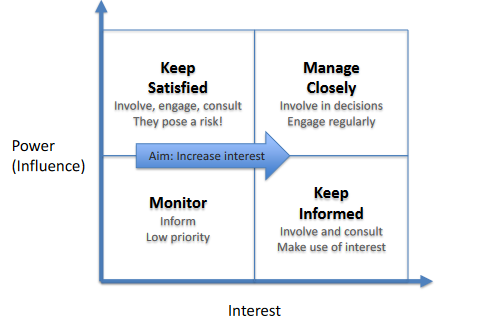 Keep
Satisfied
Involve, engage, consult
They pose a risk!
Manage
Closely
Involve in decisions
Engage regularly
Power
(Influence)
Aim: Increase interest
Monitor
Inform
Low priority
Keep
Informed
Involve and consult
Make use of interest
Interest